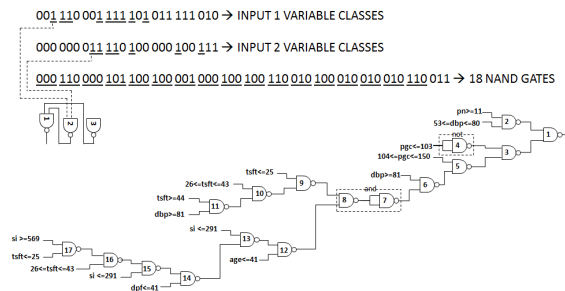 001 110 001 111 101 011 111 010 → INPUT 1 VARIABLE CLASSES
000 000 011 110 100 000 100 111 → INPUT 2 VARIABLE CLASSES
000 110 000 101 100 100 001 000 100 100 110 010 100 010 010 010 110 011 → 18 NAND GATES
1 2 3
pn>=11
53<=dbp<=80
2
1
not
pgc<=103
4
3
104<=pgc<=150
5
dbp>=81
6
tsft<=25
9
26<=tsft<=43
10
tsft>=44
11
dbp>=81
and
8 7
si <=291
13
age<=41
12
si >=569
17
tsft<=25
16
26<=tsft<=43
15
si <=291
14
dpf<=41